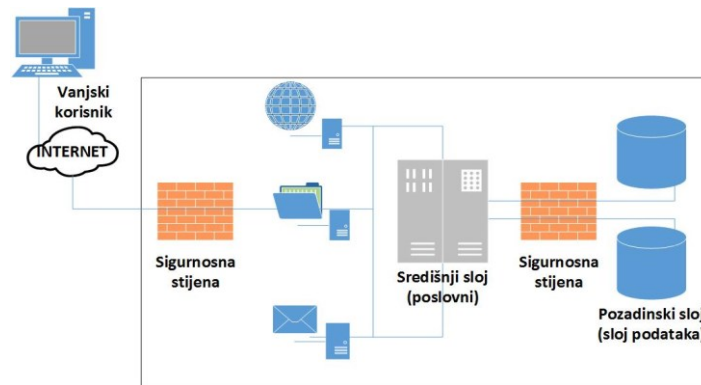 Vanjski
korisnik
INTERNET
Sigurnosna
stijena
Središnji sloj
(poslovni)
Sigurnosna
stijena
Pozadinski sloj
(sloj podataka)